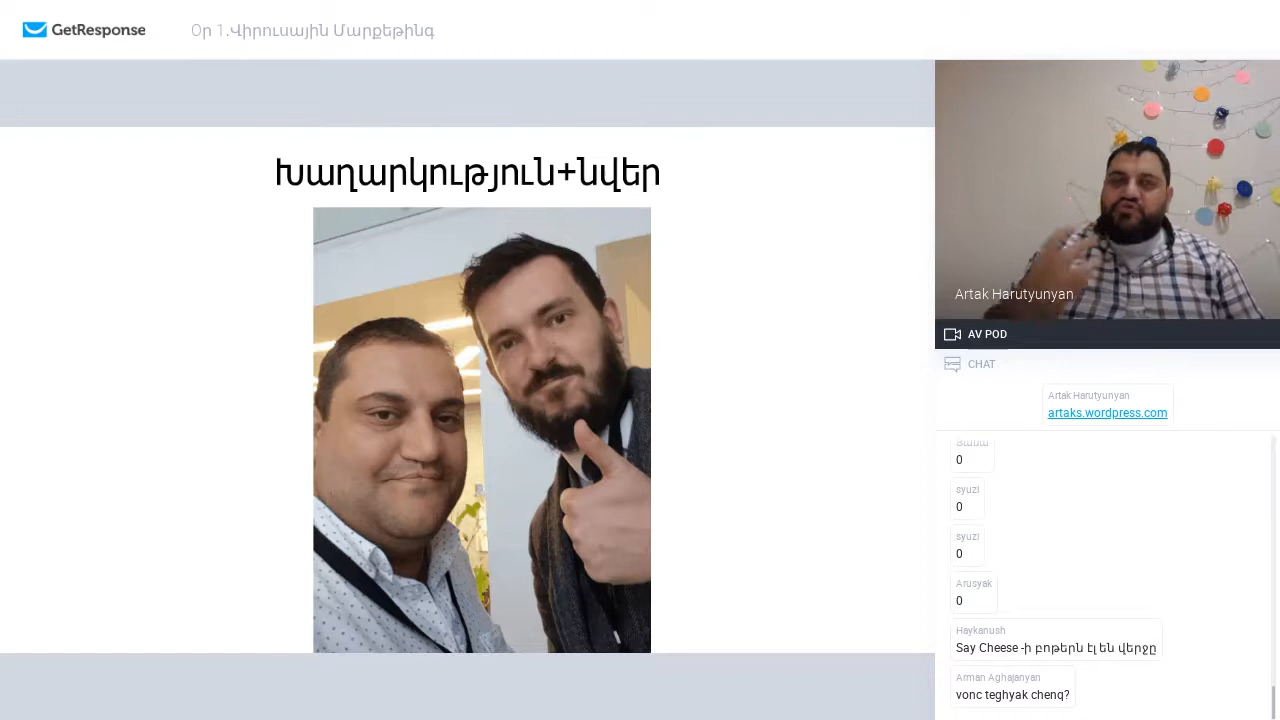 GetResponse
Օր 1.Վիրուսային Մարքեթինգ
Խաղարկություն+նվեր
Artak Harutyunyan
AV POD
CHAT
Artak Harutyunyan
artaks.wordpress.com
0
syuzi
0
syuzi
0
Arusyak
0
Haykanush
Say Cheese -ի բոթերն էլ են վերջը
Arman Aghajanyan
vonc teghyak chenq?